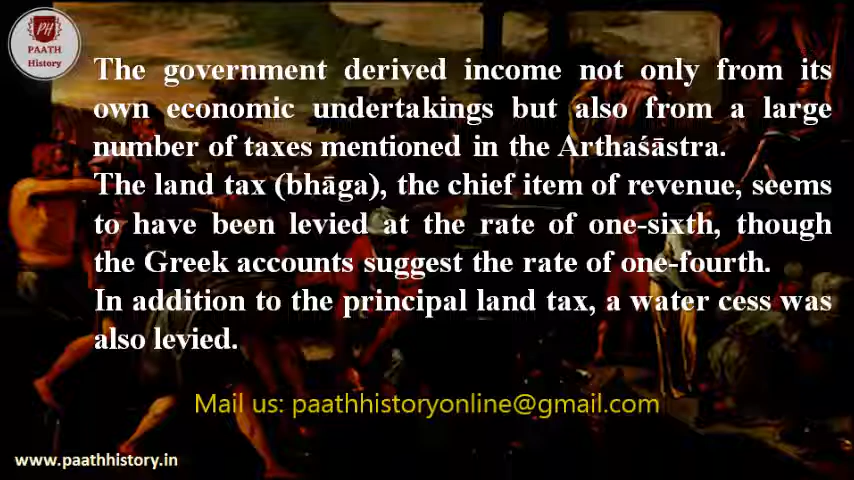 PH
PAATH
History
The government derived income not only from its
own economic undertakings but also from a large
number of taxes mentioned in the Arthaśāstra.
The land tax (bhāga), the chief item of revenue, seems
to have been levied at the rate of one-sixth, though
the Greek accounts suggest the rate of one-fourth.
In addition to the principal land tax, a water cess was
also levied.
Mail us: paathhistoryonline@gmail.com
www.paathhistory.in